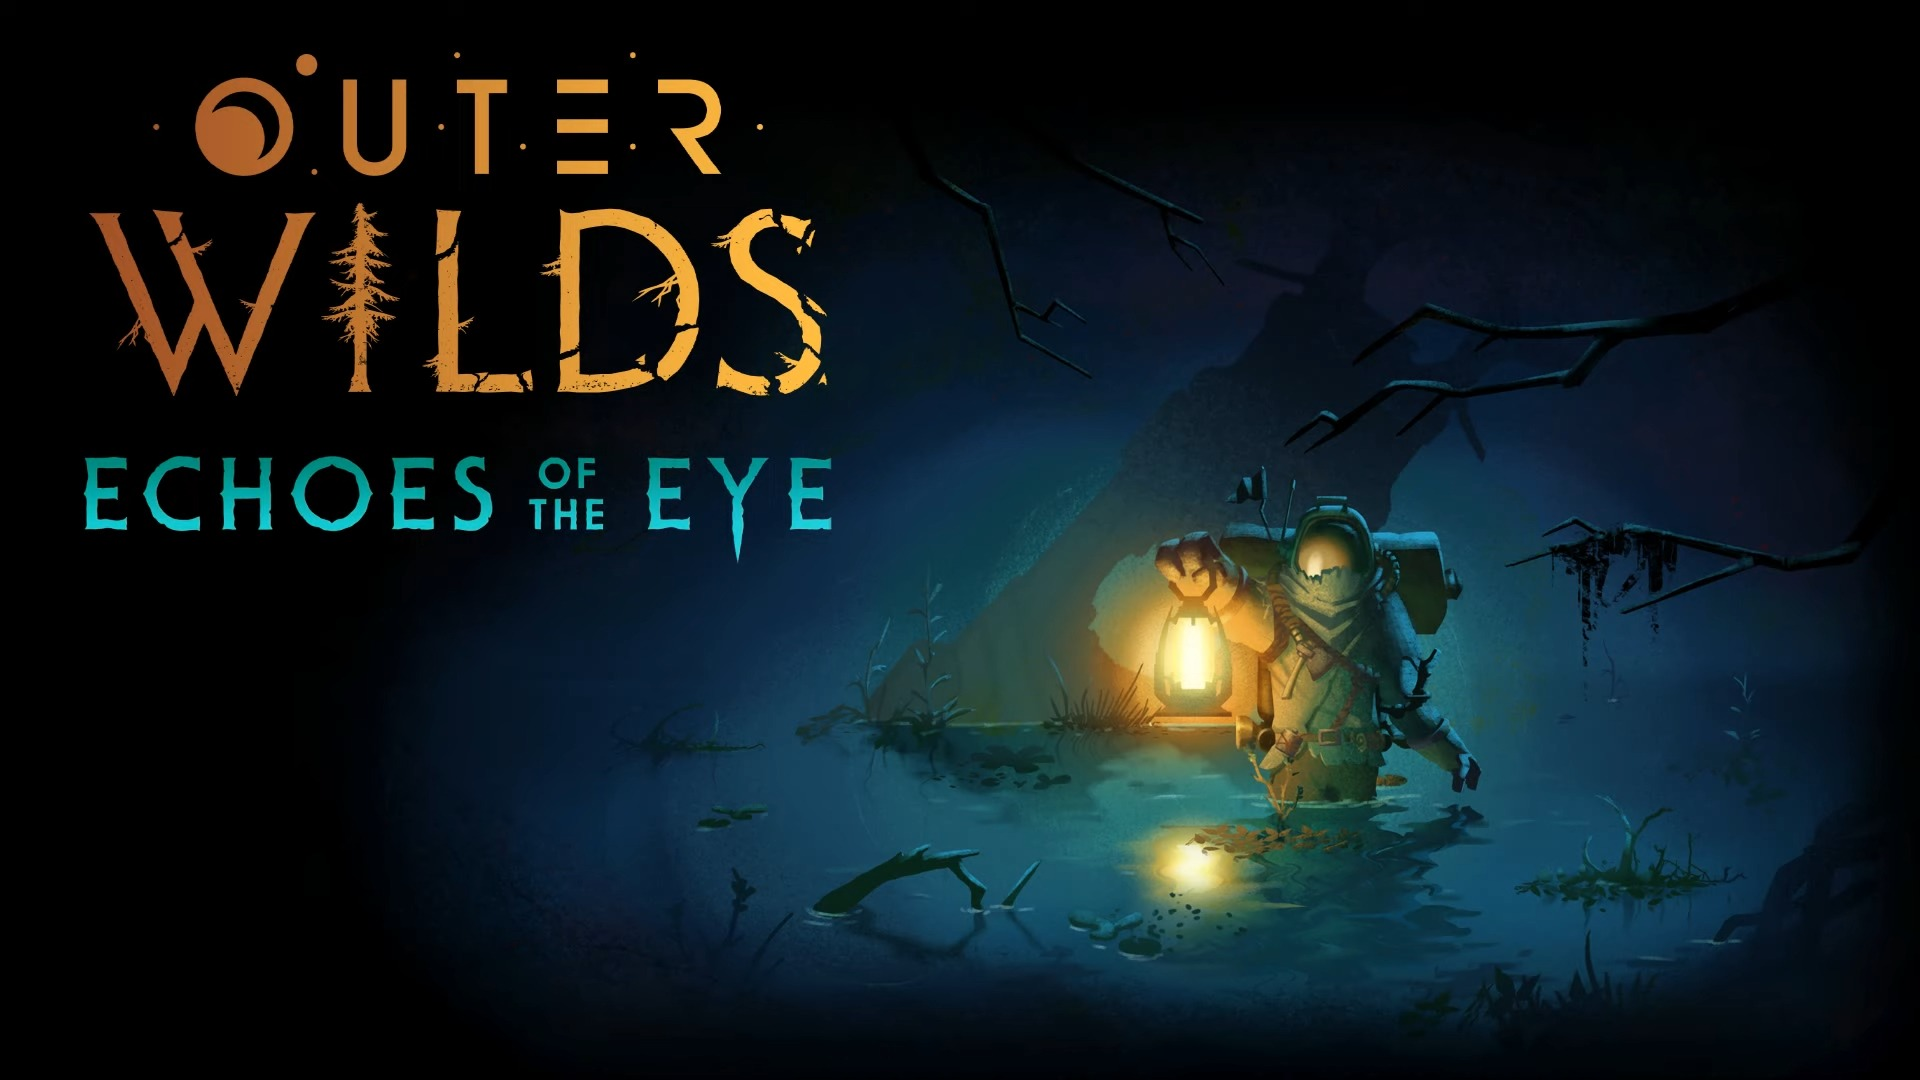 OUTER
WILDS
ECHOES OF THE EYE